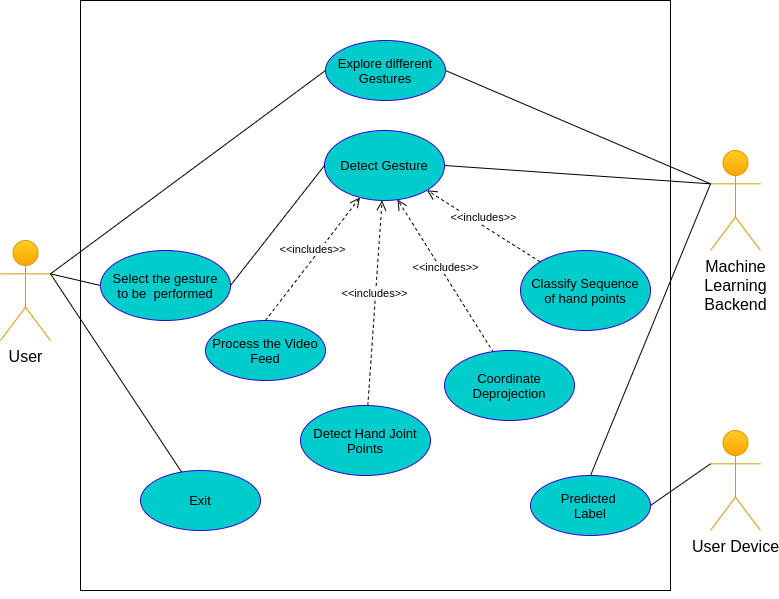 Explore different
Gestures
Detect Gesture
<<includes>>
<<includes>>
<<includes>>
<<includes>>
Select the gesture
to be  performed
Classify Sequence
of hand points
Machine
Learning
Backend
User
Process the Video
Feed
Coordinate
Deprojection
Detect Hand Joint
Points
Exit
Predicted
Label
User Device